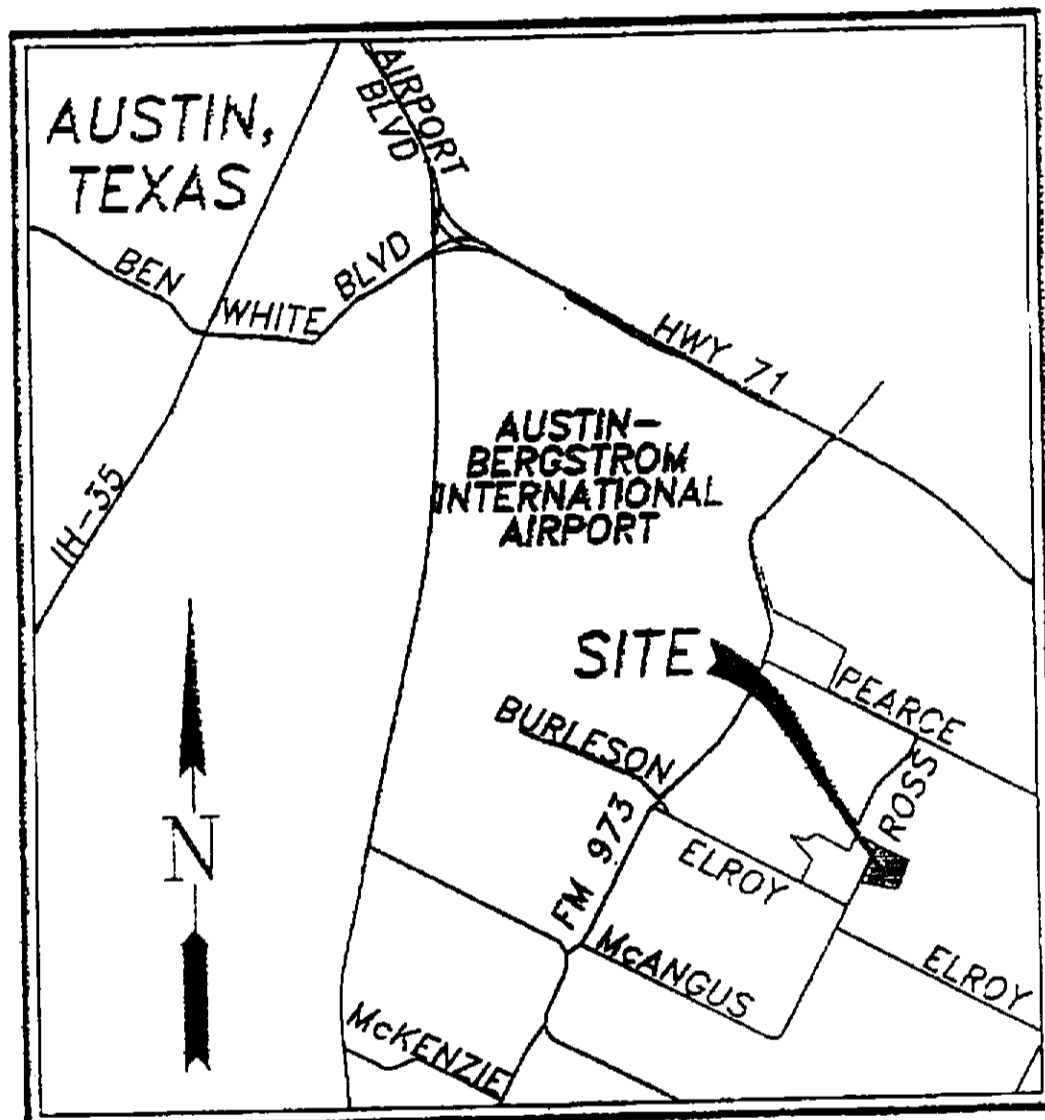 AUSTIN,
TEXAS
AIRPORT
BLVD
BEN
WHITE
BLVD
HWY 71
IH-35
AUSTIN-
BERGSTROM
INTERNATIONAL
AIRPORT
SITE
PEARCE
BURLESON
ROSS
N
FM 973
ELROY
McANGUS
ELROY
McKENZIE